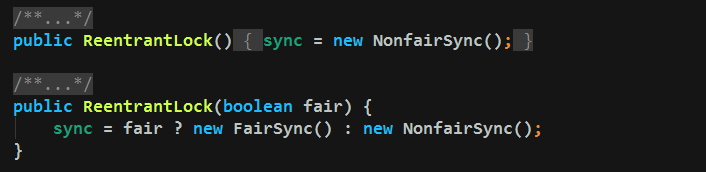 /**...*/
public ReentrantLock() { sync = new NonfairSync(); }
/**...*/
public ReentrantLock(boolean fair) {
    sync = fair ? new FairSync() : new NonfairSync();
}